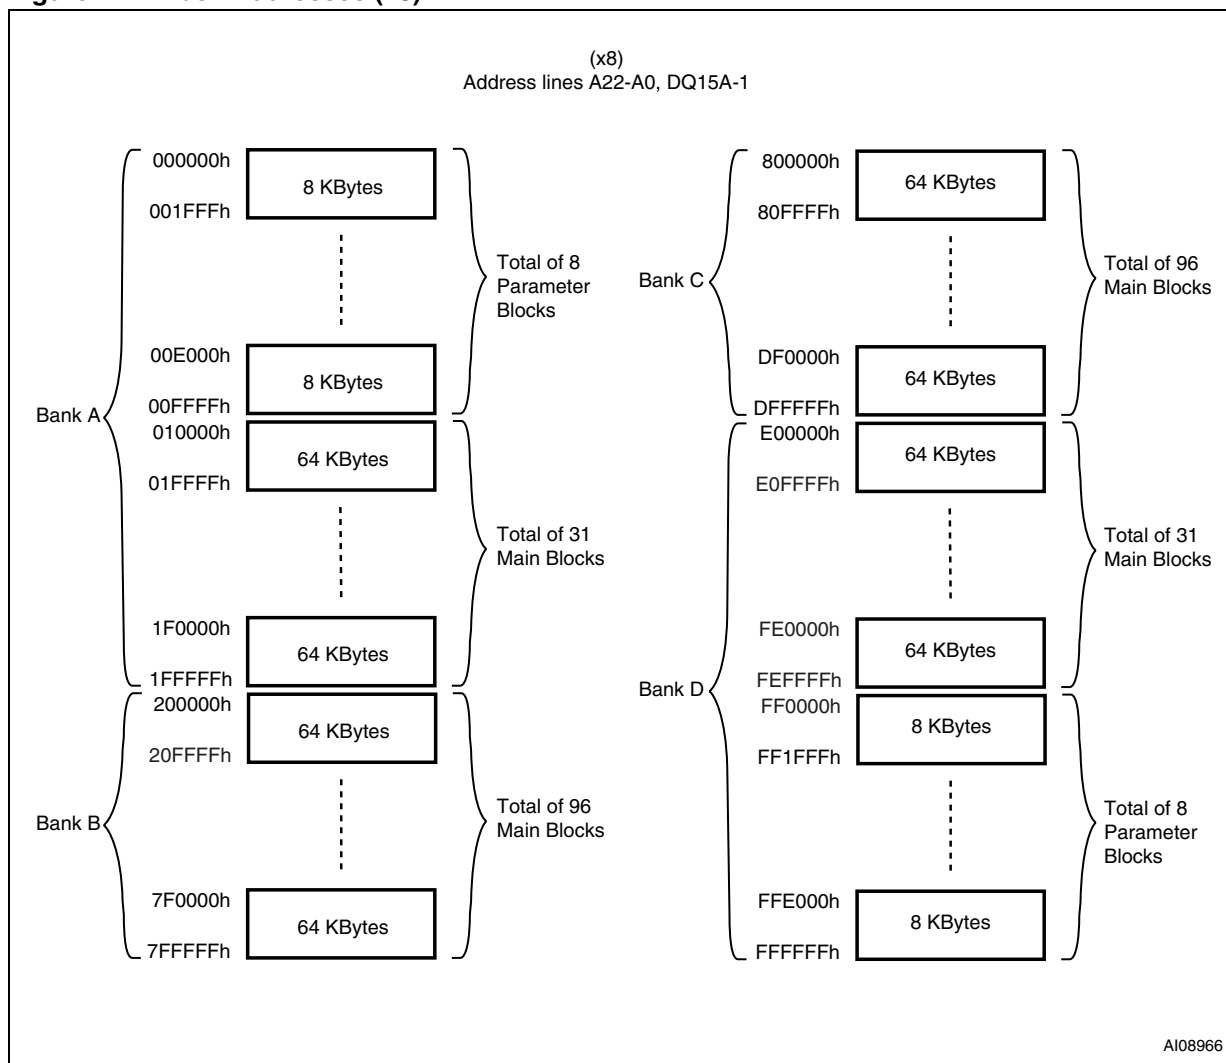 (x8)
Address lines A22-A0, DQ15A-1
000000h
8 KBytes
001FFFh
Total of 8
Parameter
Blocks
00E000h
8 KBytes
00FFFFh
Bank A
010000h
64 KBytes
01FFFFh
Total of 31
Main Blocks
1F0000h
64 KBytes
1FFFFFh
200000h
64 KBytes
20FFFFh
Total of 96
Main Blocks
Bank B
7F0000h
64 KBytes
7FFFFFh
800000h
64 KBytes
80FFFFh
Total of 96
Main Blocks
Bank C
DF0000h
64 KBytes
DFFFFFh
E00000h
64 KBytes
E0FFFFh
Total of 31
Main Blocks
FE0000h
64 KBytes
FEFFFFh
Bank D
FF0000h
8 KBytes
FF1FFFh
Total of 8
Parameter
Blocks
FFE000h
8 KBytes
FFFFFFh
AI08966